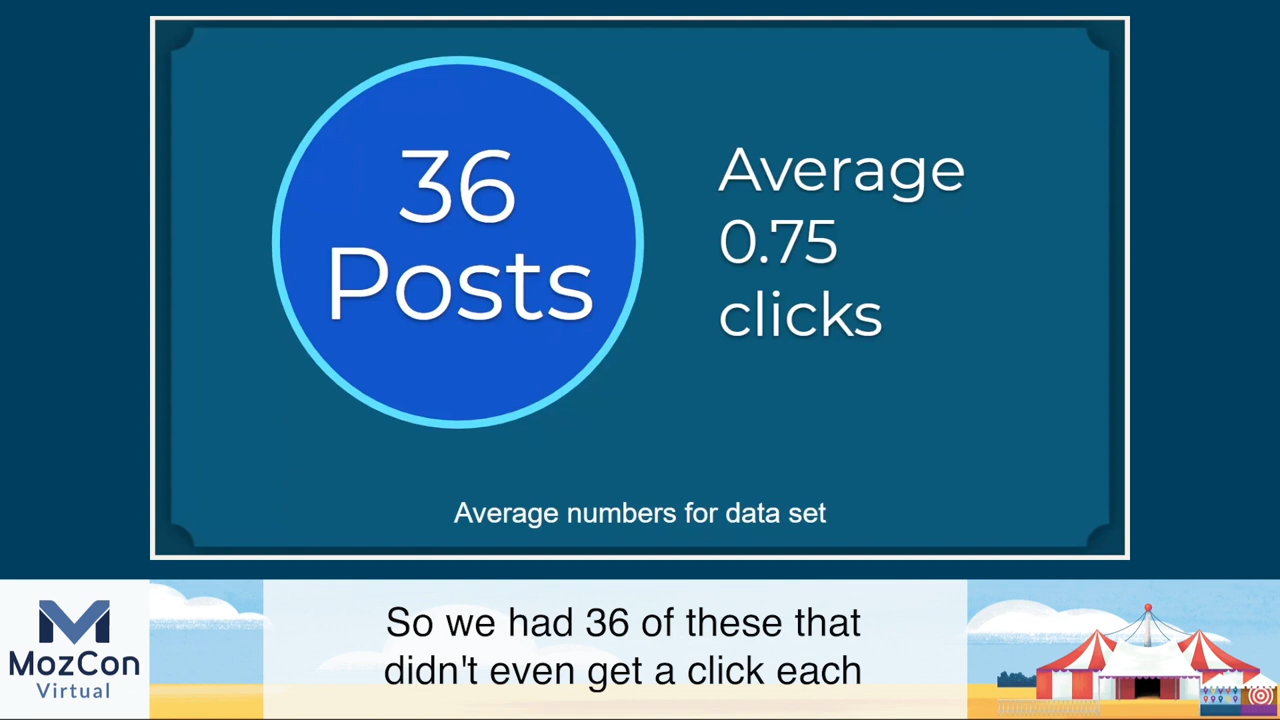 36
Posts
Average
0.75
clicks
Average numbers for data set
MozCon
Virtual
So we had 36 of these that
didn't even get a click each